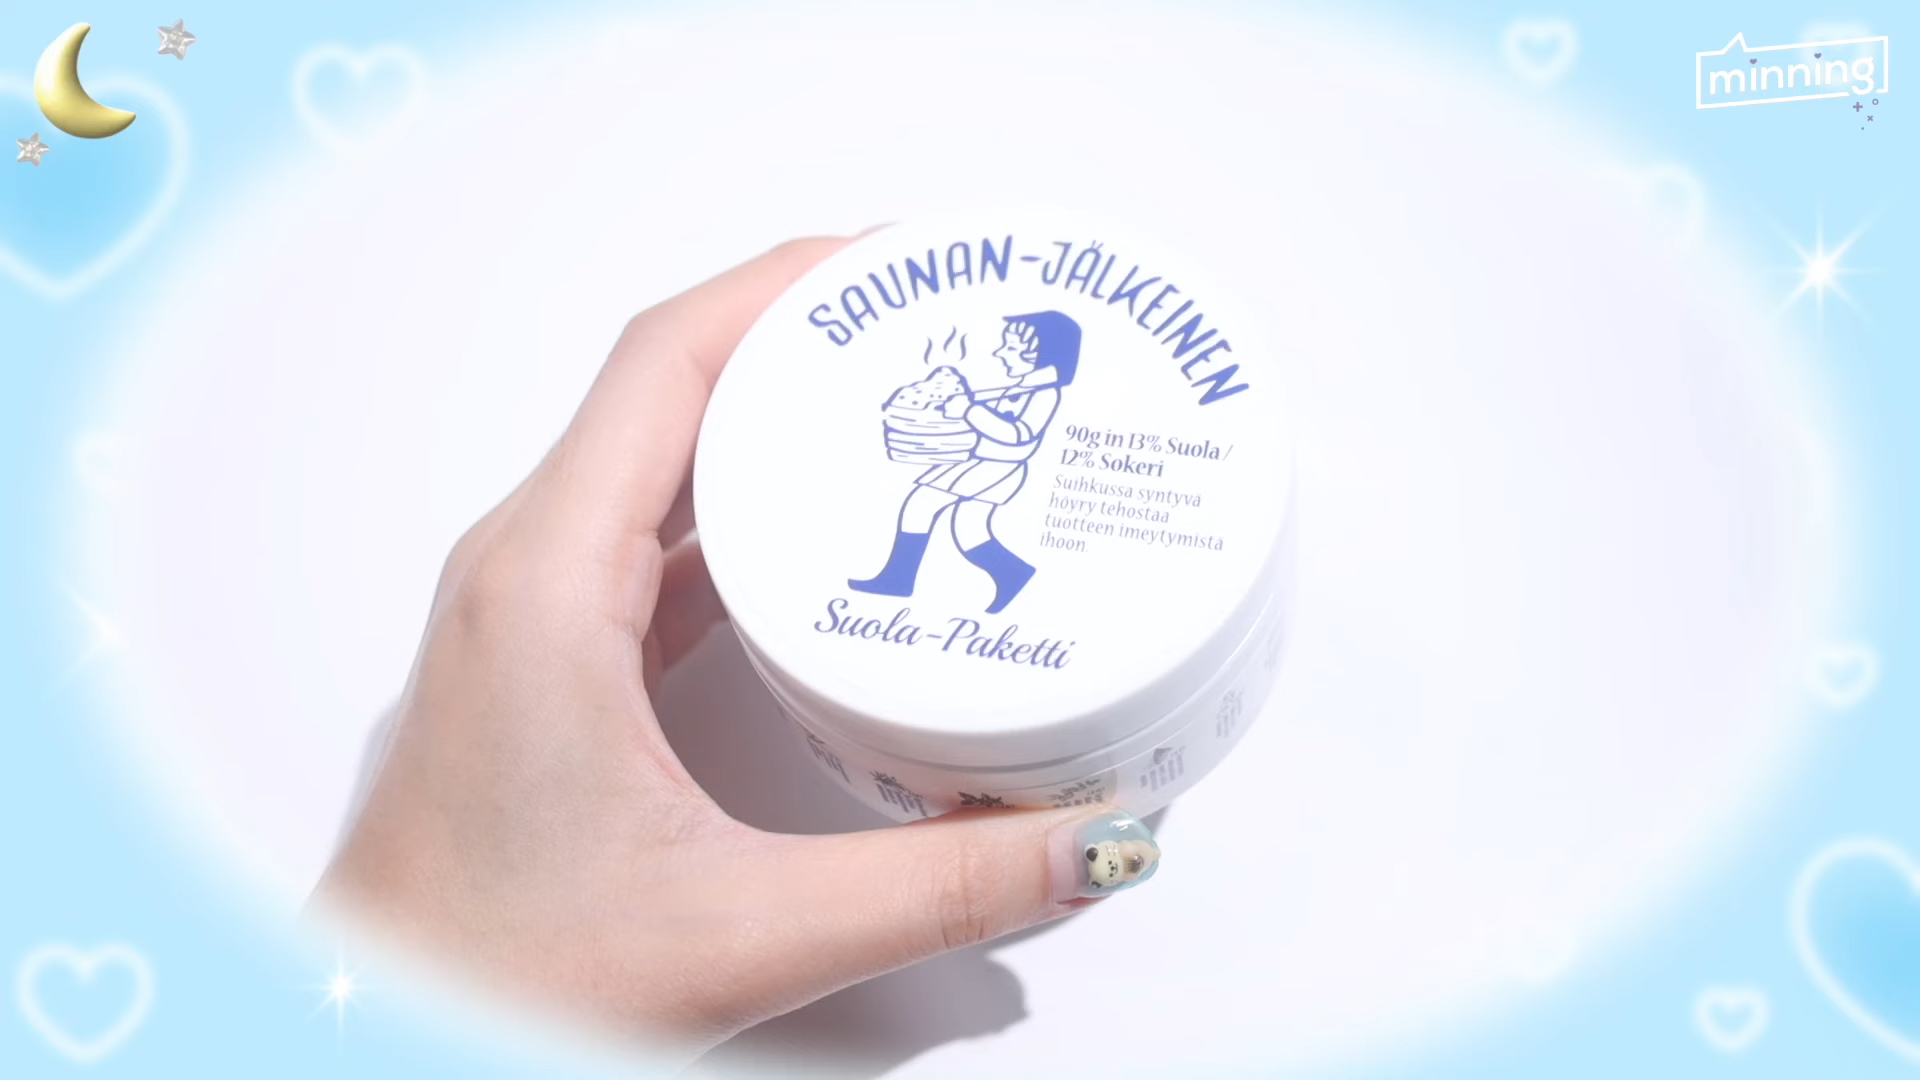 minning
SAUNAN-JÄLKEINEN
90g in 13% Suola /
12% Sokeri
Suihkussa syntyvä
höyry tehostaa
tuotteen imeytymistä
ihoon.
Suola-Paketti